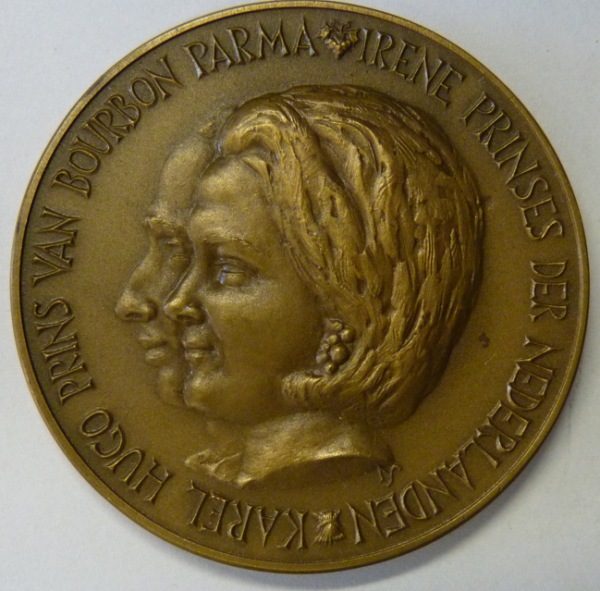 KAREL HUGO PRINS VAN BOURBON PARMA
IRENE PRINSES DER NEDERLANDEN